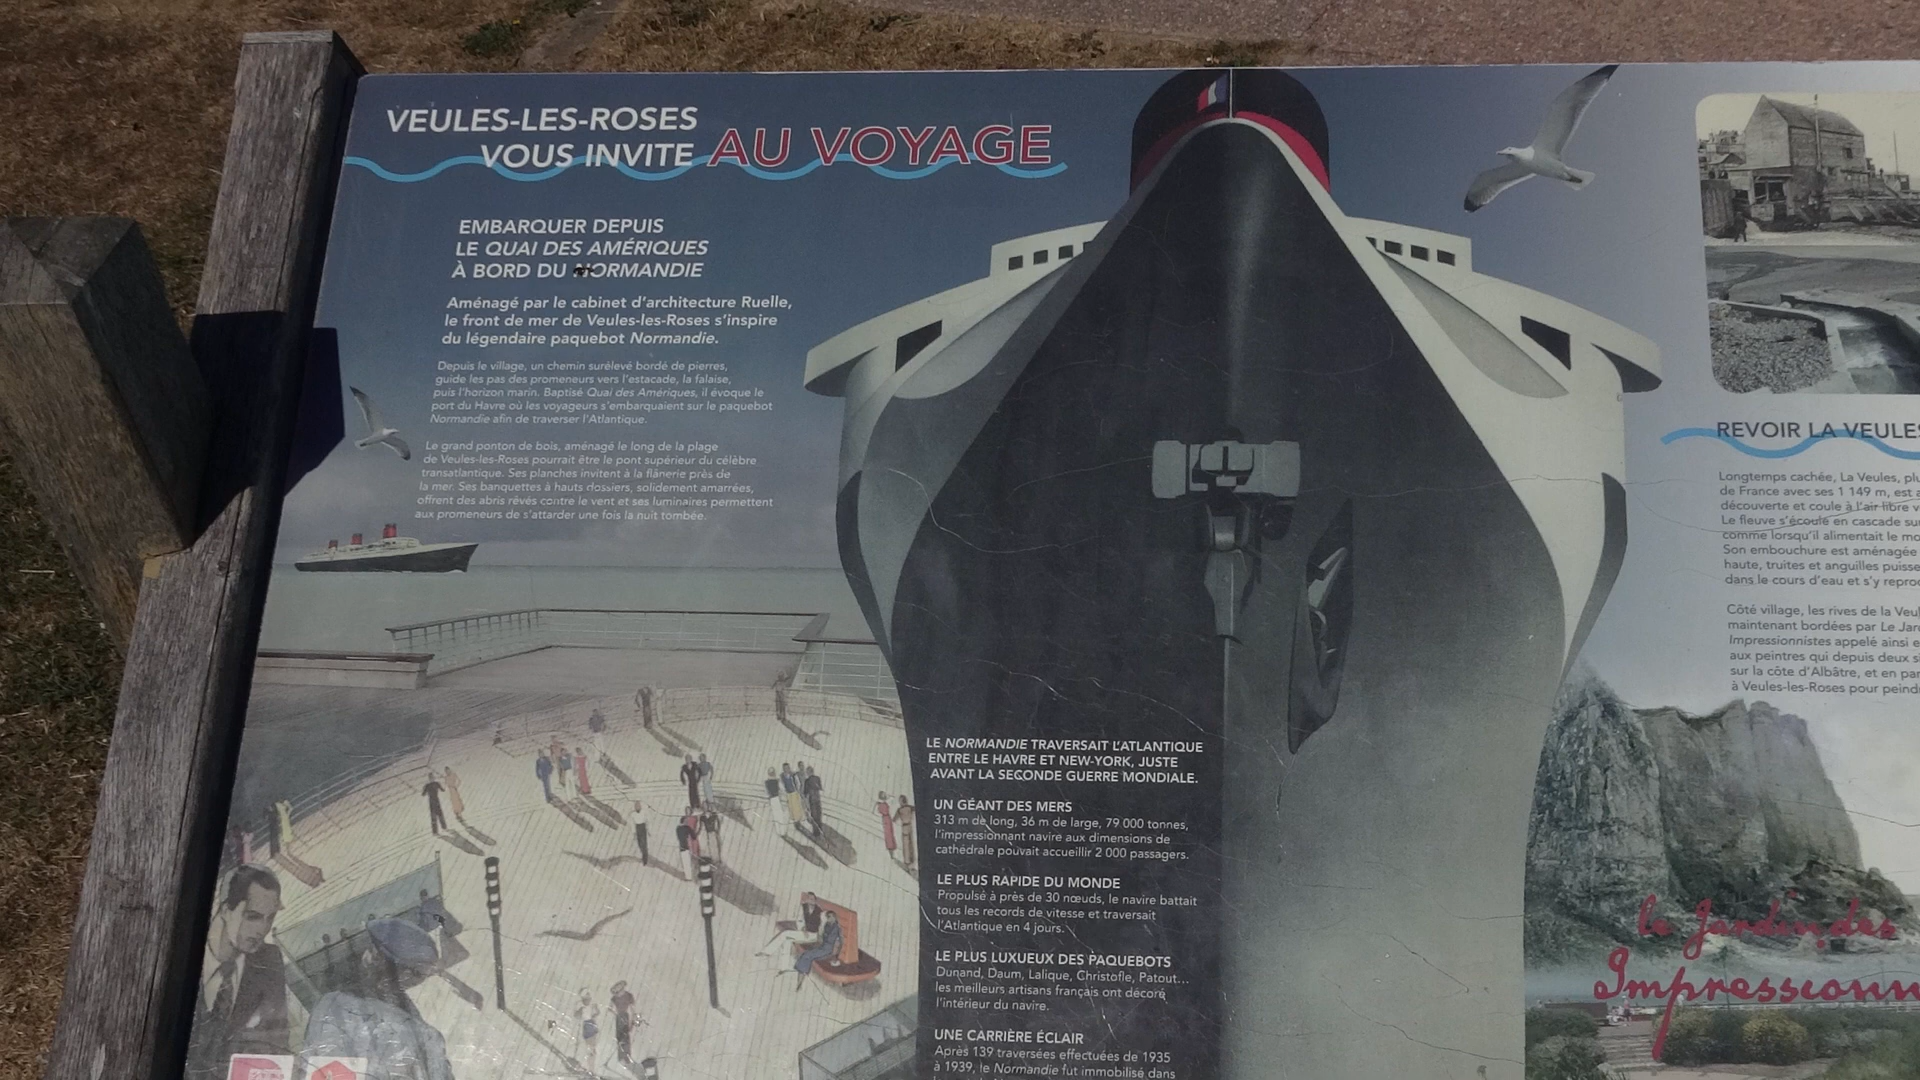 VEULES-LES-ROSES
VOUS INVITE AU VOYAGE
EMBARQUER DEPUIS
LE QUAI DES AMÉRIQUES
À BORD DU NORMANDIE
Aménagé par le cabinet d'architecture Ruelle,
le front de mer de Veules-les-Roses s'inspire
du légendaire paquebot Normandie.
Depuis le village, un chemin surélevé bordé de pierres,
guide les pas des promeneurs vers l'estacade, la falaise,
puis l'horizon marin. Baptisé Quai des Amériques, il évoque le
port du Havre où les voyageurs s'embarquaient sur le paquebot
Normandie afin de traverser l'Atlantique.
Le grand ponton de bois, aménagé le long de la plage
de Veules-les-Roses pourrait être le pont supérieur du célèbre
transatlantique. Ses planches invitent à la flânerie près de
la mer. Ses banquettes à hauts dossiers, solidement amarrées,
offrent des abris rêvés contre le vent et ses luminaires permettent
aux promeneurs de s'attarder une fois la nuit tombée.
LE NORMANDIE TRAVERSAIT L'ATLANTIQUE
ENTRE LE HAVRE ET NEW-YORK, JUSTE
AVANT LA SECONDE GUERRE MONDIALE.
UN GÉANT DES MERS
313 m de long, 36 m de large, 79 000 tonnes,
l'impressionnant navire aux dimensions de
cathédrale pouvait accueillir 2 000 passagers.
LE PLUS RAPIDE DU MONDE
Propulsé à près de 30 nœuds, le navire battait
tous les records de vitesse et traversait
l'Atlantique en 4 jours.
LE PLUS LUXUEUX DES PAQUEBOTS
Dunand, Daum, Lalique, Christofle, Patout...
les meilleurs artisans français ont décoré
l'intérieur du navire.
UNE CARRIÈRE ÉCLAIR
Après 139 traversées effectuées de 1935
à 1939, le Normandie fut immobilisé dans
REVOIR LA VEULES
Longtemps cachée, La Veules,
de France avec ses 1 149 m, est
découverte et coule à l'air libre
Le fleuve s'écoule en cascade
comme lorsqu'il alimentait le
Son embouchure est aménagée
haute, truites et anguilles
dans le cours d'eau et s'y
Côté village, les rives de la
maintenant bordées par Le
Impressionnistes appelé ainsi
aux peintres qui depuis deux
sur la côte d'Albâtre, et en
à Veules-les-Roses pour
le Jardin des
Impressionn